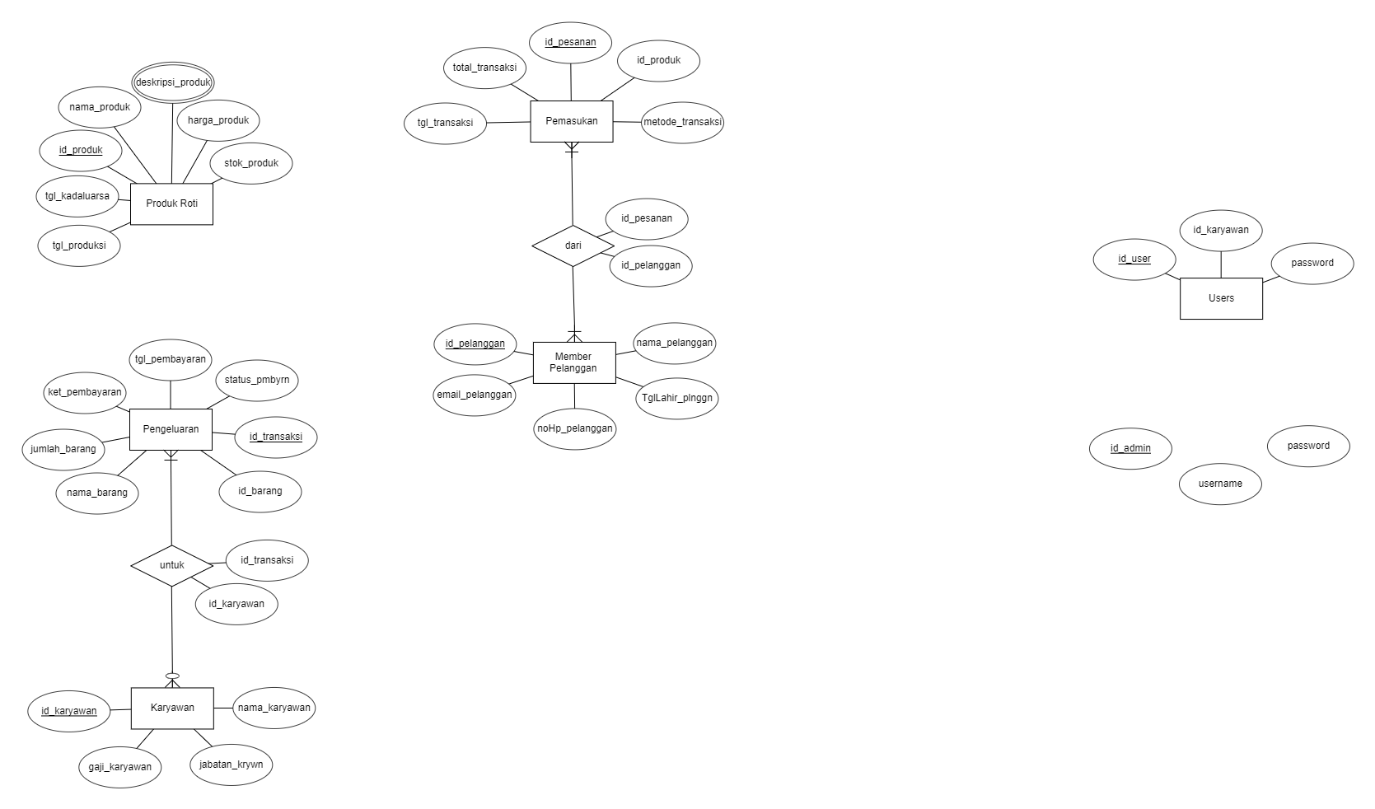 id_pesanan
total_transaksi
id_produk
tgl_transaksi
Pemasukan
metode_transaksi
deskripsi_produk
nama_produk
harga_produk
id_produk
stok_produk
tgl_kadaluarsa
Produk Roti
tgl_produksi
id_pesanan
dari
id_pelanggan
id_karyawan
id_user
password
Users
id_pelanggan
nama_pelanggan
Member
Pelanggan
email_pelanggan
TglLahir_plnggn
noHp_pelanggan
tgl_pembayaran
ket_pembayaran
status_pmbyrn
Pengeluaran
id_transaksi
jumlah_barang
nama_barang
id_barang
id_admin
password
username
untuk
id_transaksi
id_karyawan
id_karyawan
Karyawan
nama_karyawan
gaji_karyawan
jabatan_krywn